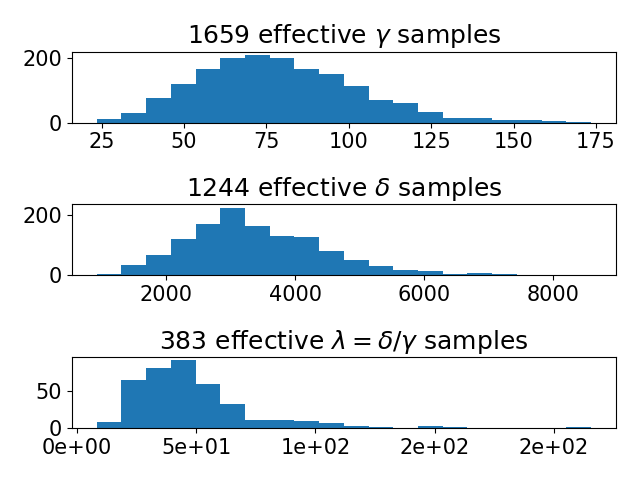 1659 effective γ samples
200
0
25 50 75 100 125 150 175
1244 effective δ samples
200
0
2000 4000 6000 8000
383 effective λ = δ/γ samples
50
0
0e+00 5e+01 1e+02 2e+02 2e+02